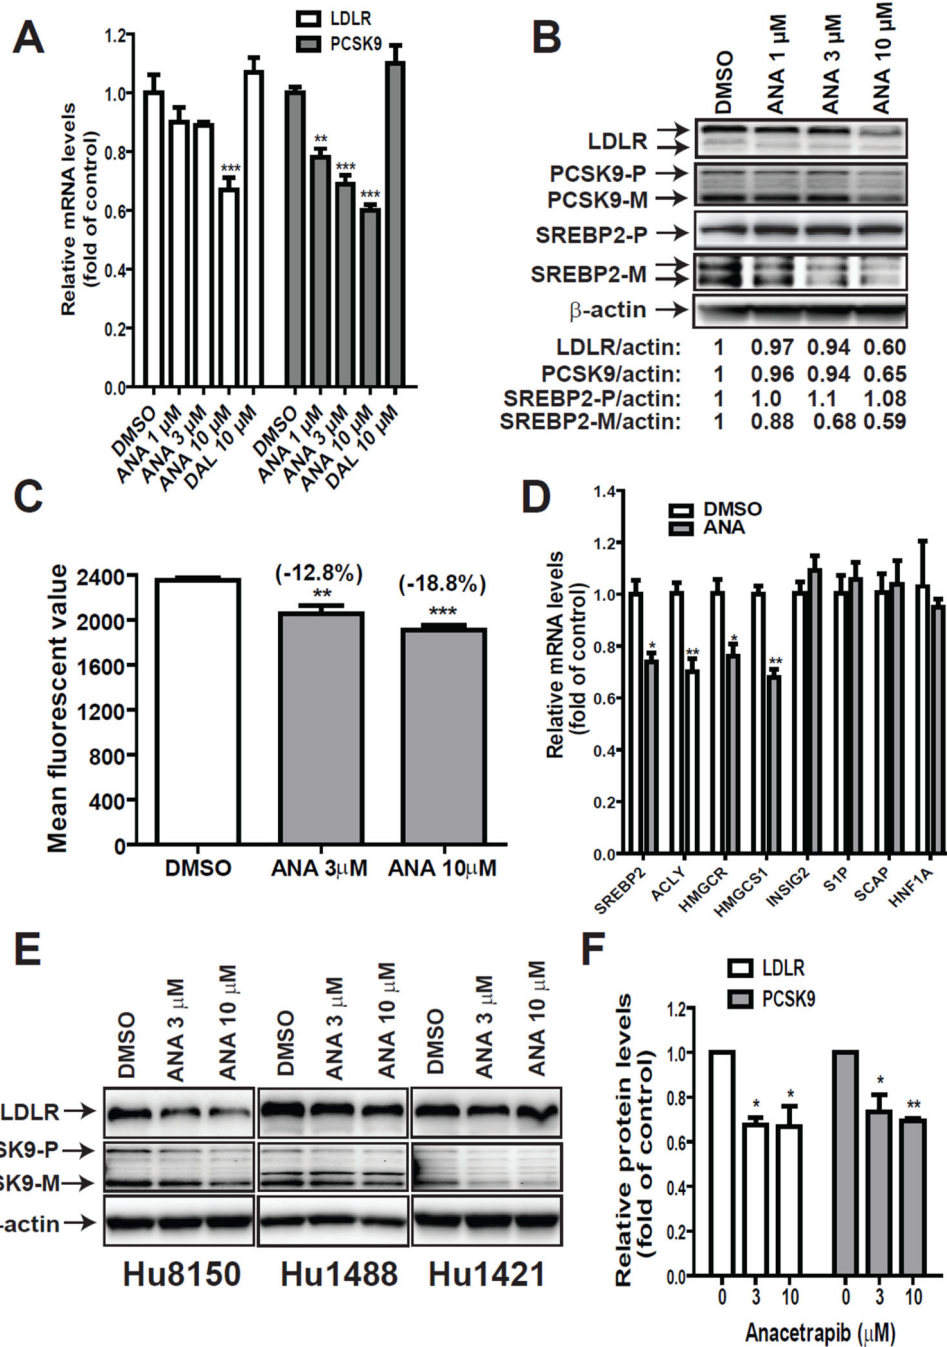 A
LDLR
PCSK9
Relative mRNA levels
(fold of control)
1.2
1.0
0.8
0.6
0.4
0.2
0.0
***
**
***
***
DMSO
ANA 1 μM
ANA 3 μM
ANA 10 μM
DAL 10 μM
DMSO
ANA 1 μM
ANA 3 μM
ANA 10 μM
DAL 10 μM
B
DMSO
ANA 1 μM
ANA 3 μM
ANA 10 μM
LDLR
PCSK9-P
PCSK9-M
SREBP2-P
SREBP2-M
β-actin
LDLR/actin: 1 0.97 0.94 0.60
PCSK9/actin: 1 0.96 0.94 0.65
SREBP2-P/actin: 1 1.0 1.1 1.08
SREBP2-M/actin: 1 0.88 0.68 0.59
C
Mean fluorescent value
2400
2000
1600
1200
800
400
0
(-12.8%)
**
(-18.8%)
***
DMSO
ANA 3μM
ANA 10μM
D
DMSO
ANA
Relative mRNA levels
(fold of control)
1.4
1.2
1.0
0.8
0.6
0.4
0.2
0.0
*
**
*
**
SREBP2
ACLY
HMGCR
HMGCS1
INSIG2
S1P
SCAP
HNF1A
E
DMSO
ANA 3 μM
ANA 10 μM
DMSO
ANA 3 μM
ANA 10 μM
DMSO
ANA 3 μM
ANA 10 μM
LDLR
SK9-P
SK9-M
-actin
Hu8150
Hu1488
Hu1421
F
LDLR
PCSK9
Relative protein levels
(fold of control)
1.2
1.0
0.8
0.6
0.4
0.2
0.0
*
*
*
**
0 3 10 0 3 10
Anacetrapib (μM)